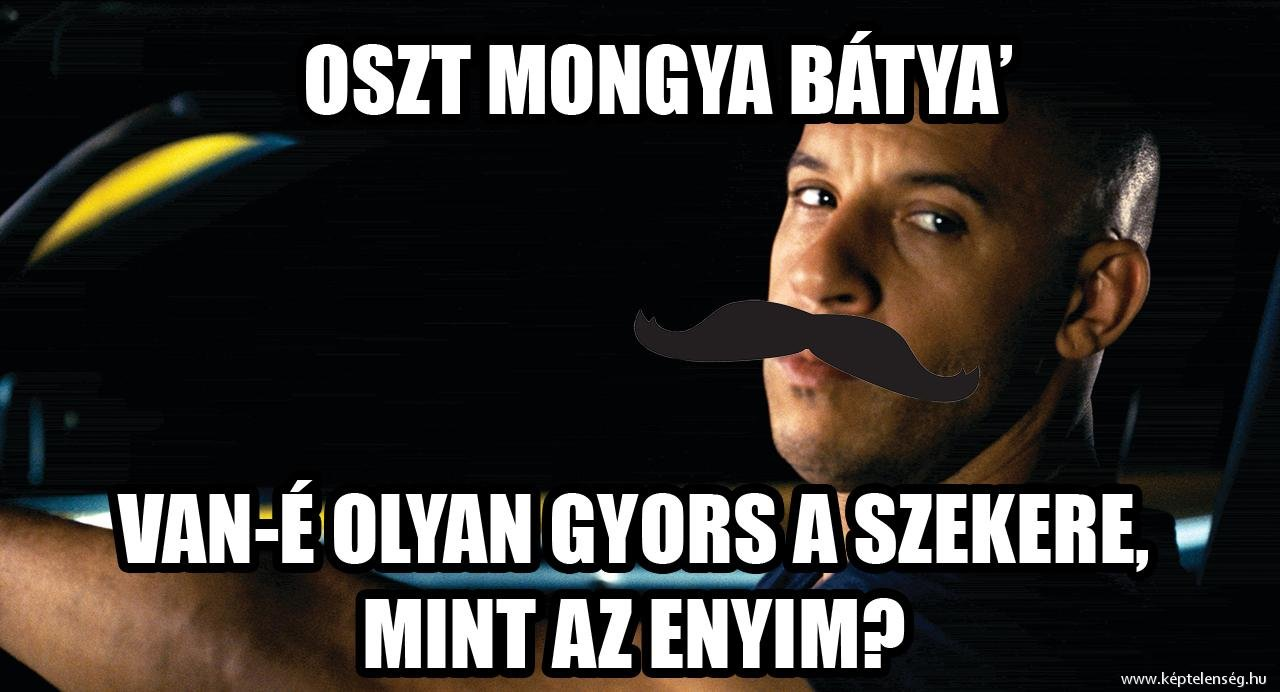 OSZT MONGYA BÁTYA’
VAN-É OLYAN GYORS A SZEKERE,
MINT AZ ENYIM?
www.képtelenség.hu